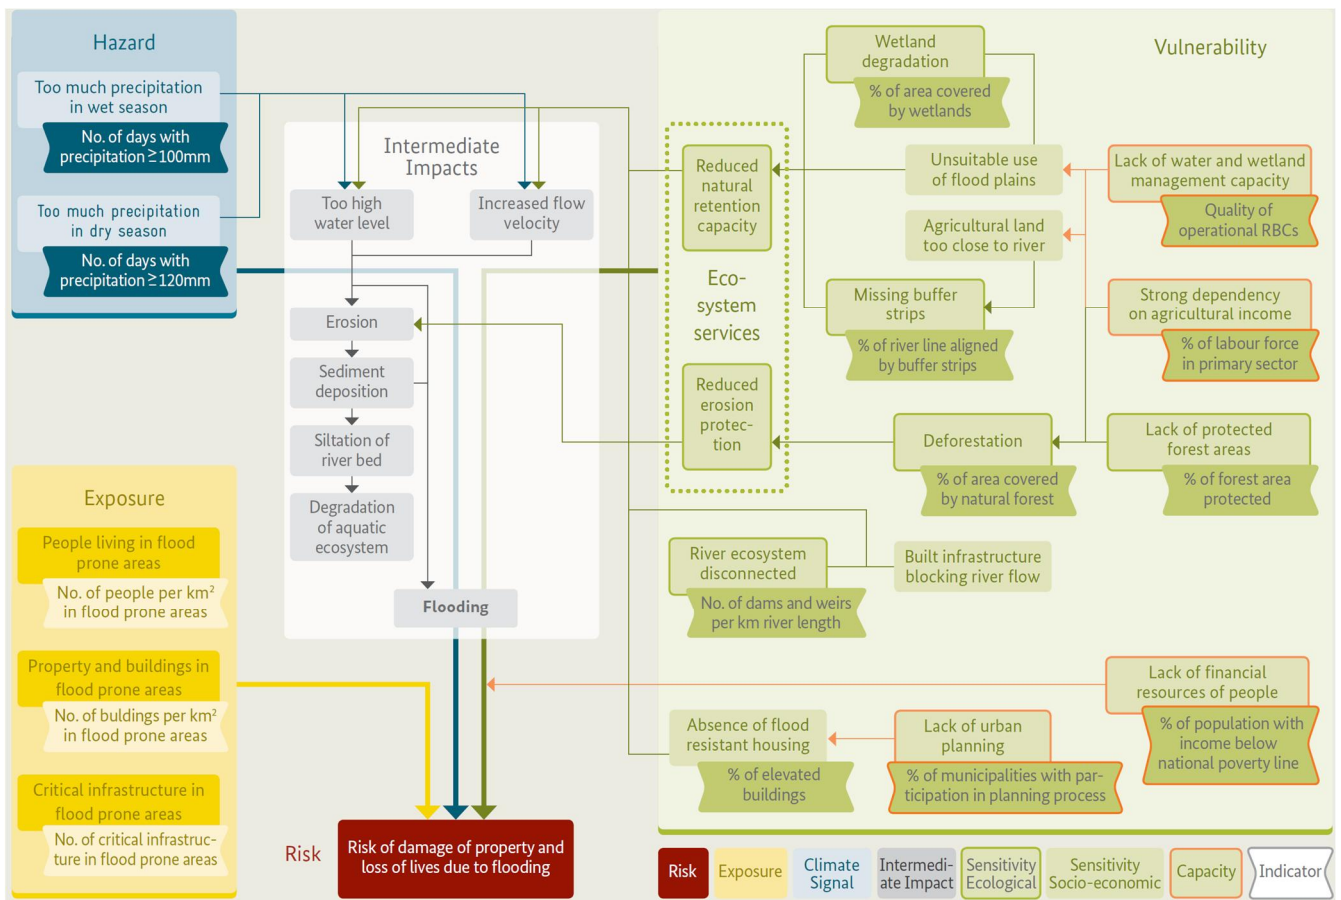 Hazard
Too much precipitation
in wet season
No. of days with
precipitation ≥100mm
Too much precipitation
in dry season
No. of days with
precipitation ≥120mm
Exposure
People living in flood
prone areas
No. of people per km²
in flood prone areas
Property and buildings in
flood prone areas
No. of buldings per km²
in flood prone areas
Critical infrastructure in
flood prone areas
No. of critical infrastruc-
ture in flood prone areas
Intermediate
Impacts
Too high
water level
Increased flow
velocity
Erosion
Sediment
deposition
Siltation of
river bed
Degradation
of aquatic
ecosystem
Flooding
Risk
Risk of damage of property and
loss of lives due to flooding
Vulnerability
Wetland
degradation
% of area covered
by wetlands
Reduced
natural
retention
capacity
Eco-
system
services
Reduced
erosion
protec-
tion
Unsuitable use
of flood plains
Agricultural land
too close to river
Missing buffer
strips
% of river line aligned
by buffer strips
Lack of water and wetland
management capacity
Quality of
operational RBCs
Strong dependency
on agricultural income
% of labour force
in primary sector
Deforestation
% of area covered
by natural forest
Lack of protected
forest areas
% of forest area
protected
River ecosystem
disconnected
No. of dams and weirs
per km river length
Built infrastructure
blocking river flow
Lack of financial
resources of people
% of population with
income below
national poverty line
Absence of flood
resistant housing
% of elevated
buildings
Lack of urban
planning
% of municipalities with par-
ticipation in planning process
Risk
Exposure
Climate
Signal
Intermedi-
ate Impact
Sensitivity
Ecological
Sensitivity
Socio-economic
Capacity
Indicator